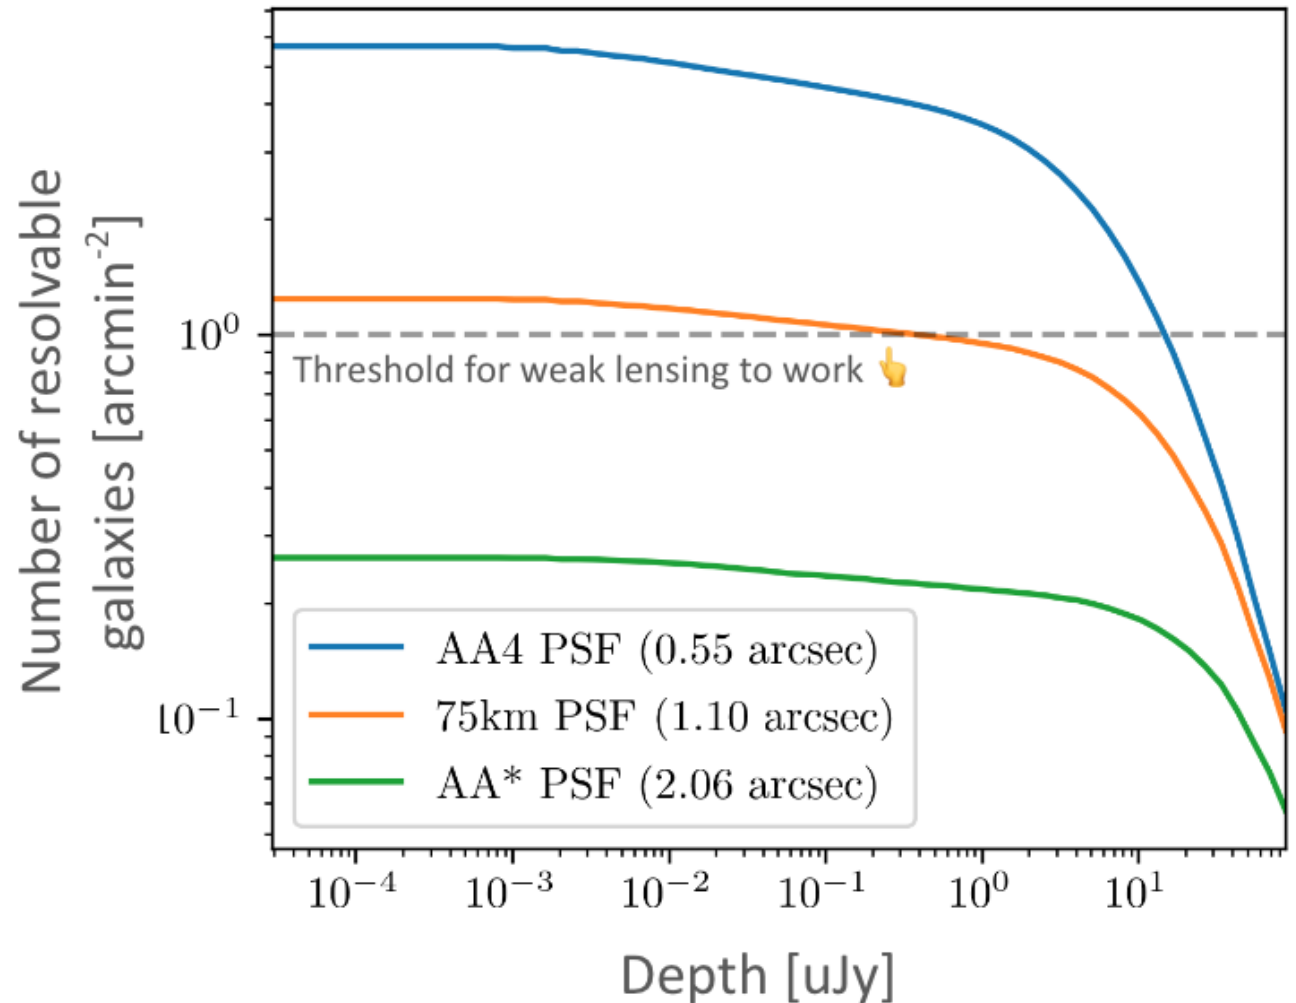 Number of resolvable
galaxies [arcmin⁻²]
10⁰
10⁻¹
Threshold for weak lensing to work 👆
AA4 PSF (0.55 arcsec)
75km PSF (1.10 arcsec)
AA* PSF (2.06 arcsec)
10⁻⁴ 10⁻³ 10⁻² 10⁻¹ 10⁰ 10¹
Depth [uJy]